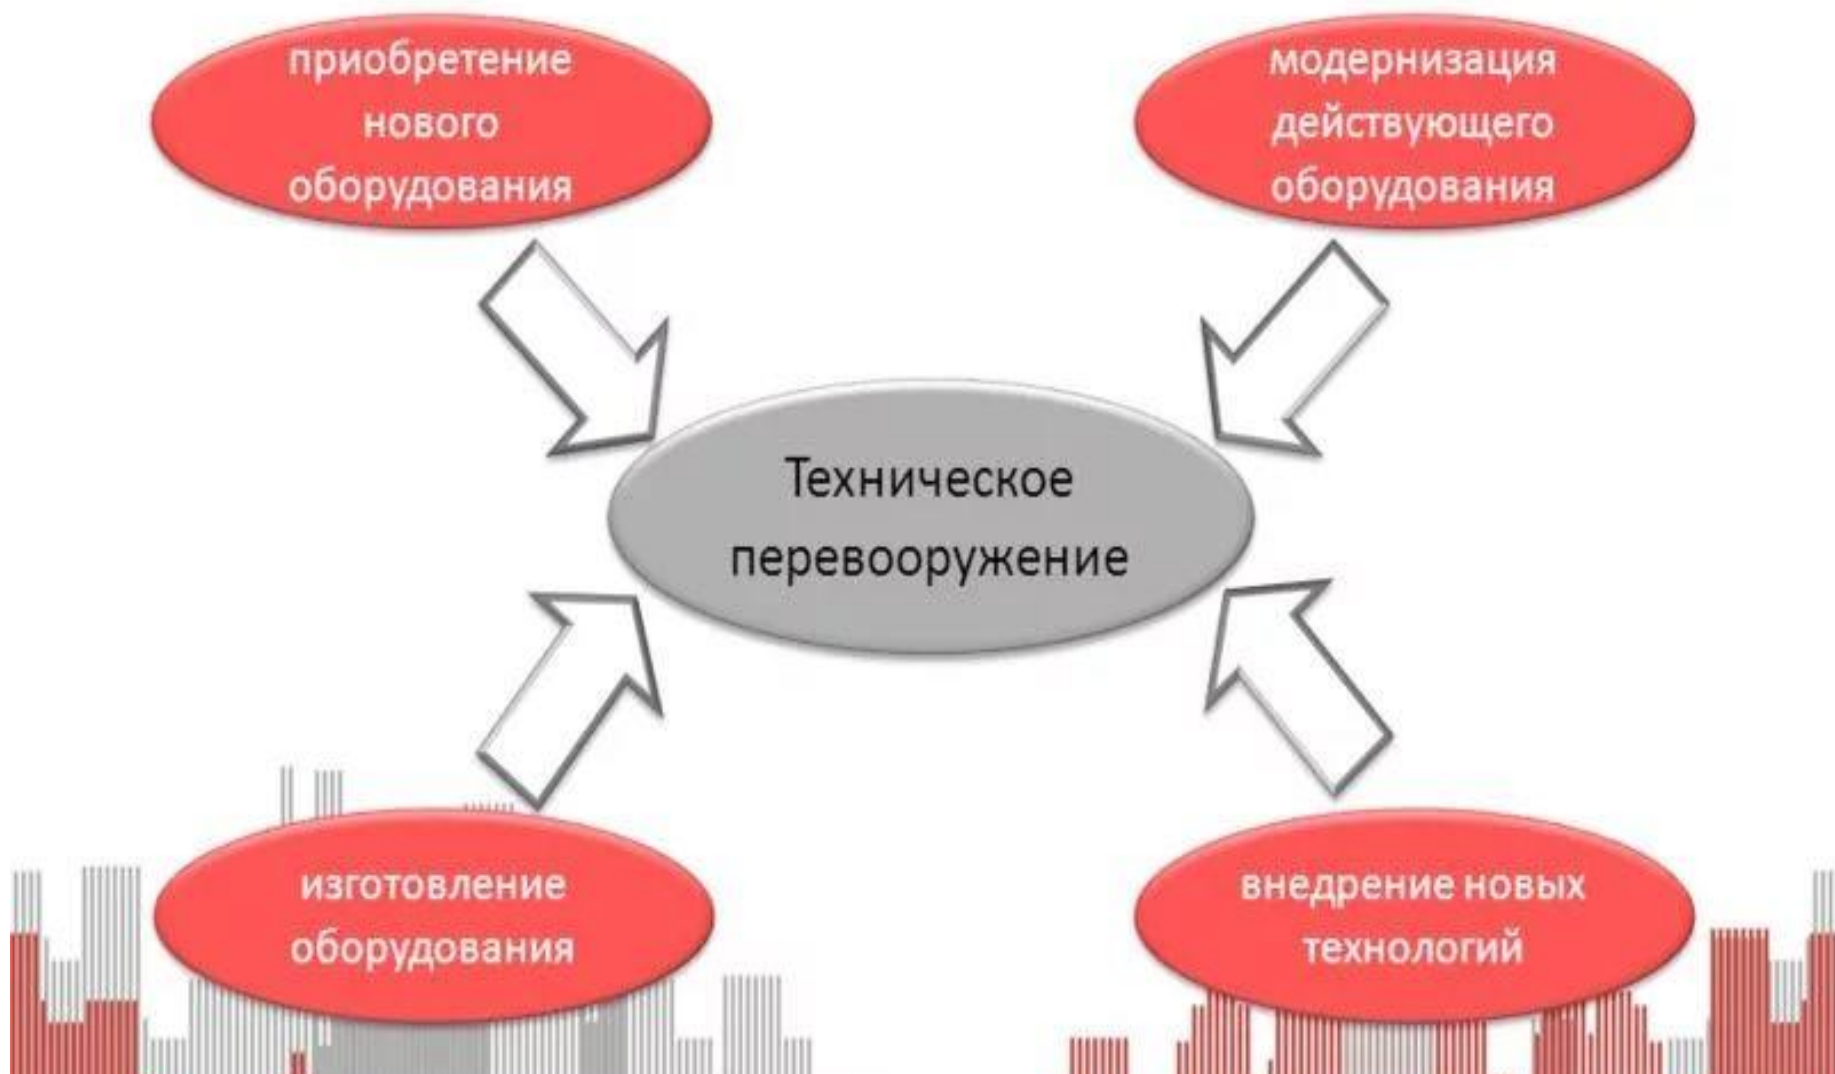 приобретение
нового
оборудования
модернизация
действующего
оборудования
Техническое
перевооружение
изготовление
оборудования
внедрение новых
технологий